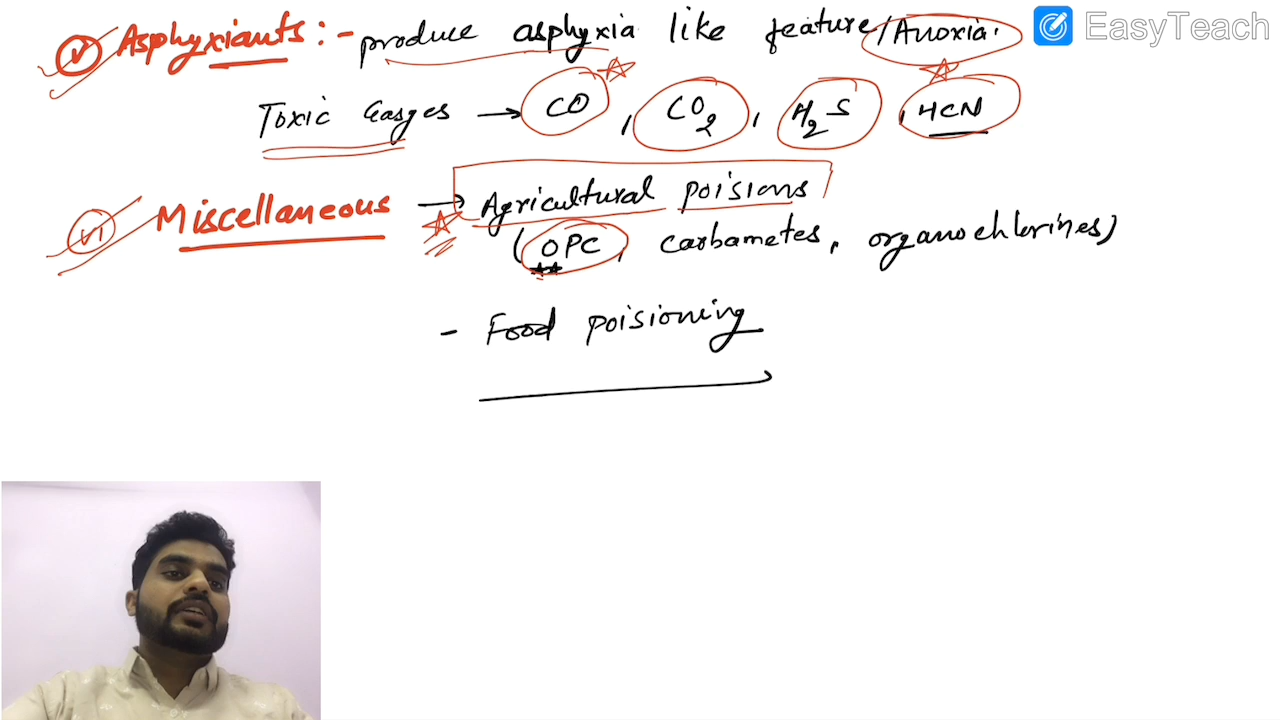 (V) Asphyxiants :- produce asphyxia like feature / Anoxia.
EasyTeach
Toxic Gasges → CO, CO2, H2S, HCN
(VI) Miscellaneous → Agricultural poisions
(OPC, carbametes, organochlorines)
- Food poisioning